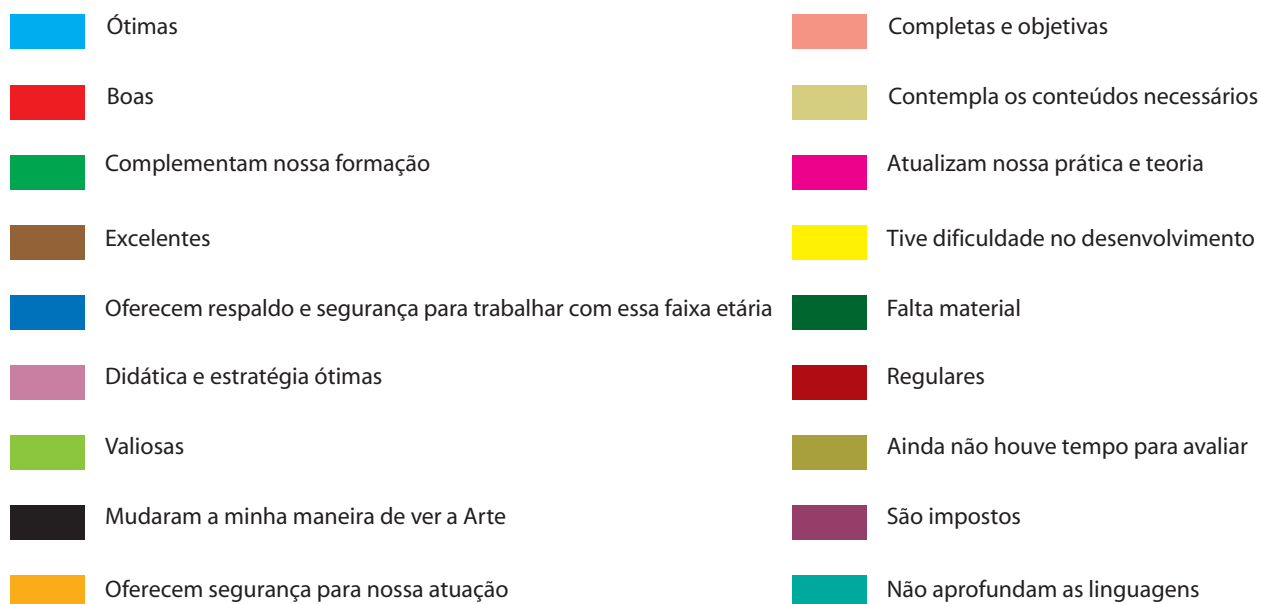 Ótimas
Boas
Complementam nossa formação
Excelentes
Oferecem respaldo e segurança para trabalhar com essa faixa etária
Didática e estratégia ótimas
Valiosas
Mudaram a minha maneira de ver a Arte
Oferecem segurança para nossa atuação
Completas e objetivas
Contempla os conteúdos necessários
Atualizam nossa prática e teoria
Tive dificuldade no desenvolvimento
Falta material
Regulares
Ainda não houve tempo para avaliar
São impostos
Não aprofundam as linguagens